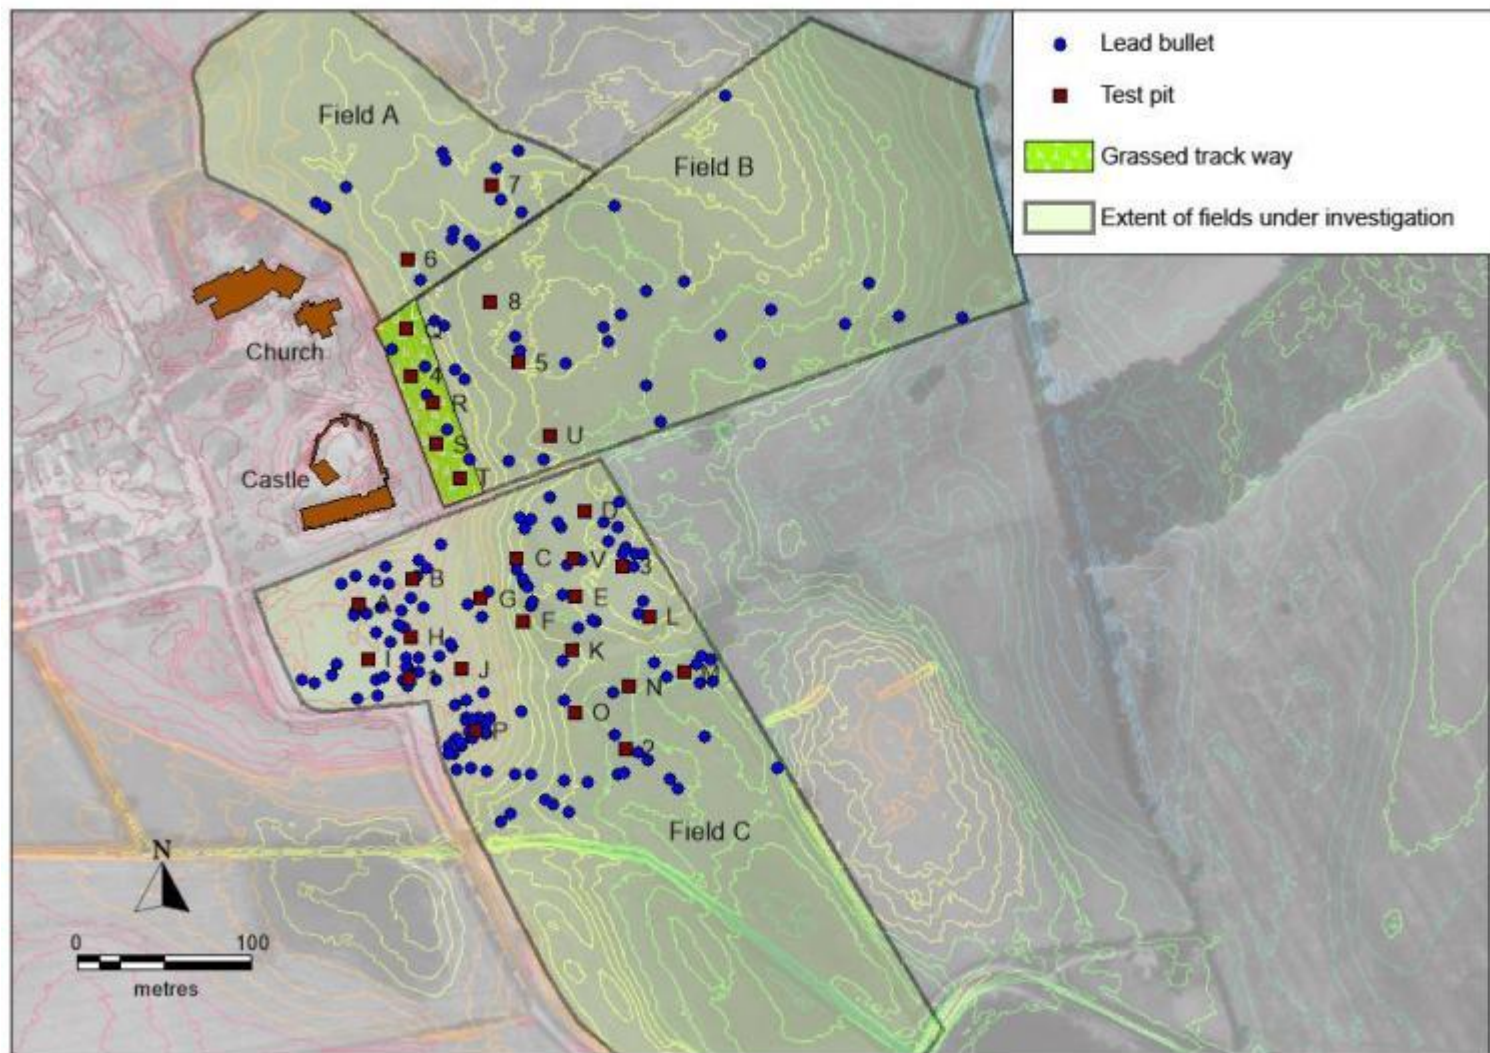 Lead bullet
Test pit
Grassed track way
Extent of fields under investigation
Field A
Field B
7
6
8
Q
Church
5
4
R
U
S
Castle
T
D
C
V
3
B
A
G
E
F
L
H
K
I
J
M
1
N
O
P
2
Field C
N
0 100
metres